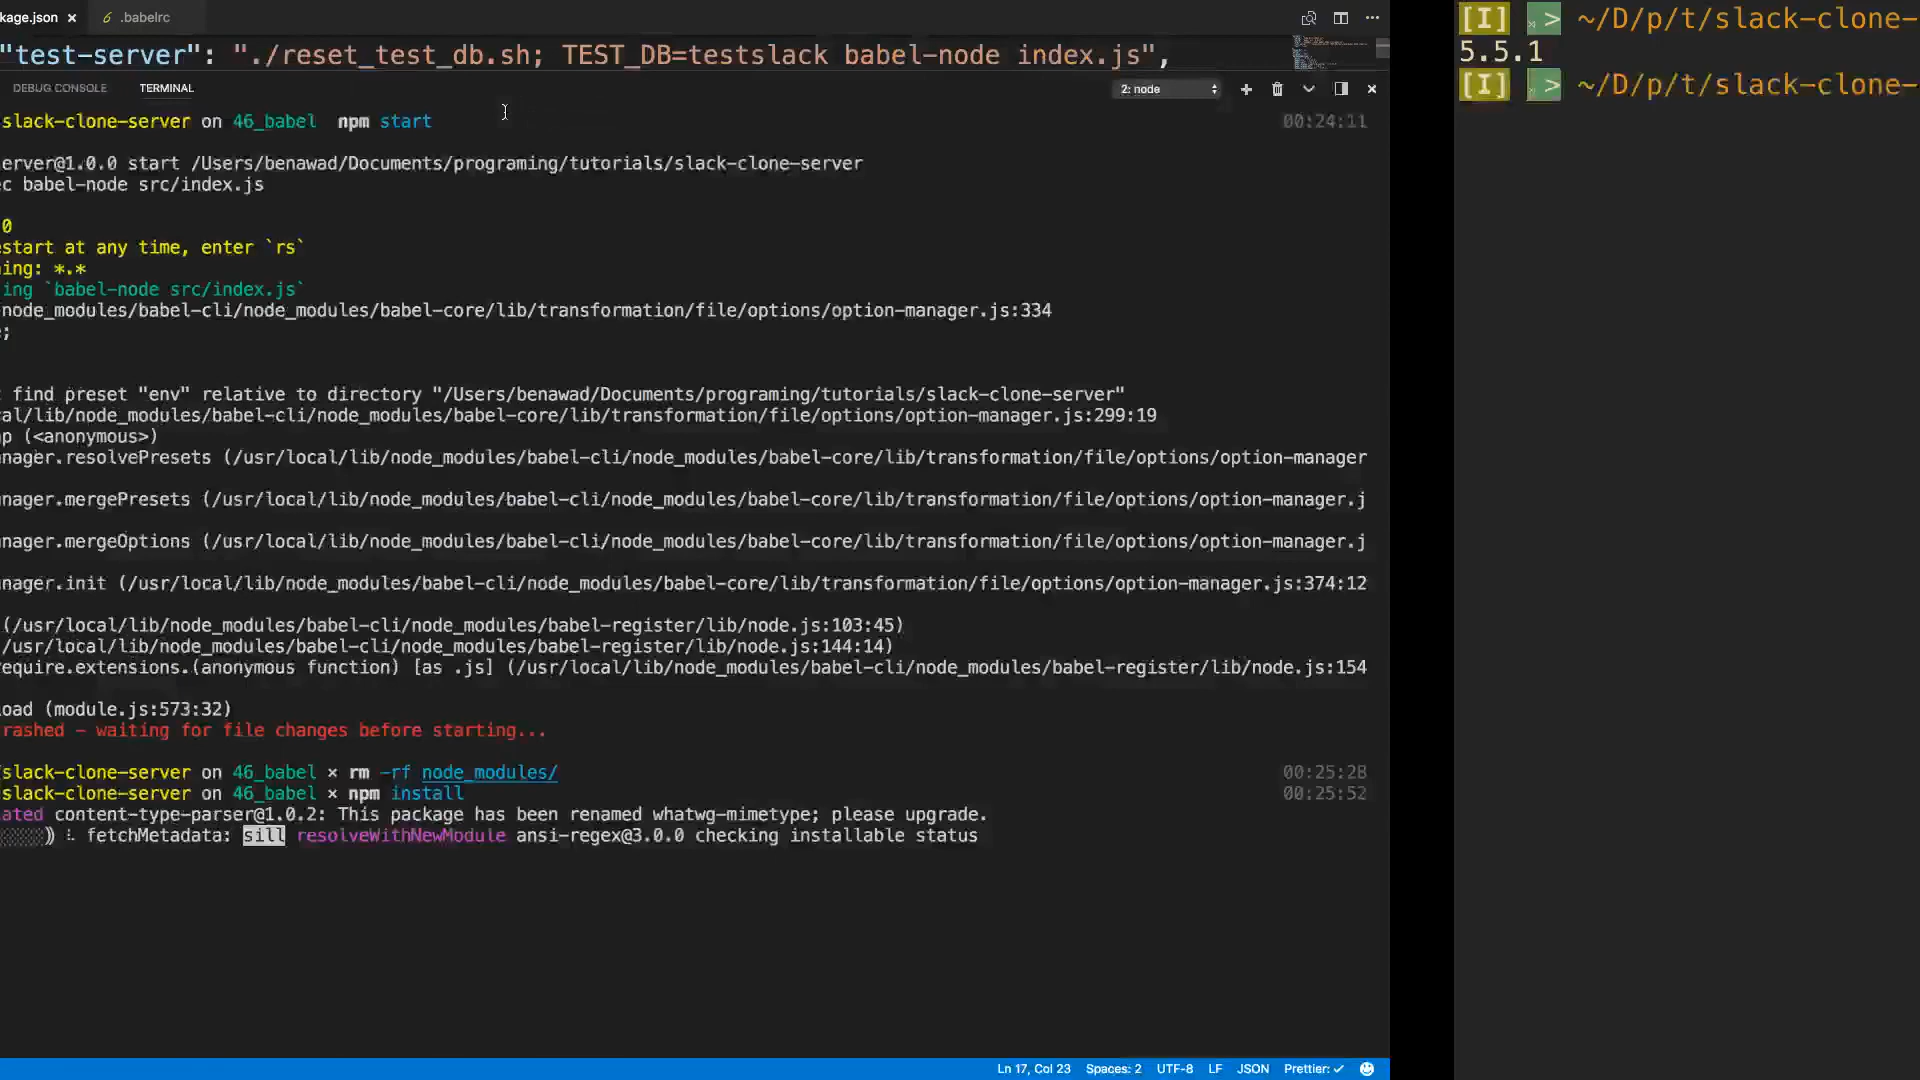 kage.json × 6 .babelrc
"test-server": "./reset_test_db.sh; TEST_DB=testslack babel-node index.js",
DEBUG CONSOLE TERMINAL 2: node
slack-clone-server on 46_babel npm start 00:24:11
erver@1.0.0 start /Users/benawad/Documents/programing/tutorials/slack-clone-server
ec babel-node src/index.js
0
estart at any time, enter `rs`
ing: *.*
ing `babel-node src/index.js`
node_modules/babel-cli/node_modules/babel-core/lib/transformation/file/options/option-manager.js:334
;
find preset "env" relative to directory "/Users/benawad/Documents/programing/tutorials/slack-clone-server"
al/lib/node_modules/babel-cli/node_modules/babel-core/lib/transformation/file/options/option-manager.js:299:19
p (<anonymous>)
nager.resolvePresets (/usr/local/lib/node_modules/babel-cli/node_modules/babel-core/lib/transformation/file/options/option-manager
nager.mergePresets (/usr/local/lib/node_modules/babel-cli/node_modules/babel-core/lib/transformation/file/options/option-manager.j
nager.mergeOptions (/usr/local/lib/node_modules/babel-cli/node_modules/babel-core/lib/transformation/file/options/option-manager.j
nager.init (/usr/local/lib/node_modules/babel-cli/node_modules/babel-core/lib/transformation/file/options/option-manager.js:374:12
(/usr/local/lib/node_modules/babel-cli/node_modules/babel-register/lib/node.js:103:45)
/usr/local/lib/node_modules/babel-cli/node_modules/babel-register/lib/node.js:144:14)
equire.extensions.(anonymous function) [as .js] (/usr/local/lib/node_modules/babel-cli/node_modules/babel-register/lib/node.js:154
oad (module.js:573:32)
rashed - waiting for file changes before starting...
slack-clone-server on 46_babel × rm -rf node_modules/ 00:25:28
slack-clone-server on 46_babel × npm install 00:25:52
ated content-type-parser@1.0.2: This package has been renamed whatwg-mimetype; please upgrade.
) ⠧ fetchMetadata: sill resolveWithNewModule ansi-regex@3.0.0 checking installable status
Ln 17, Col 23 Spaces: 2 UTF-8 LF JSON Prettier: ✓
[I] > ~/D/p/t/slack-clone-
5.5.1
[I] > ~/D/p/t/slack-clone-